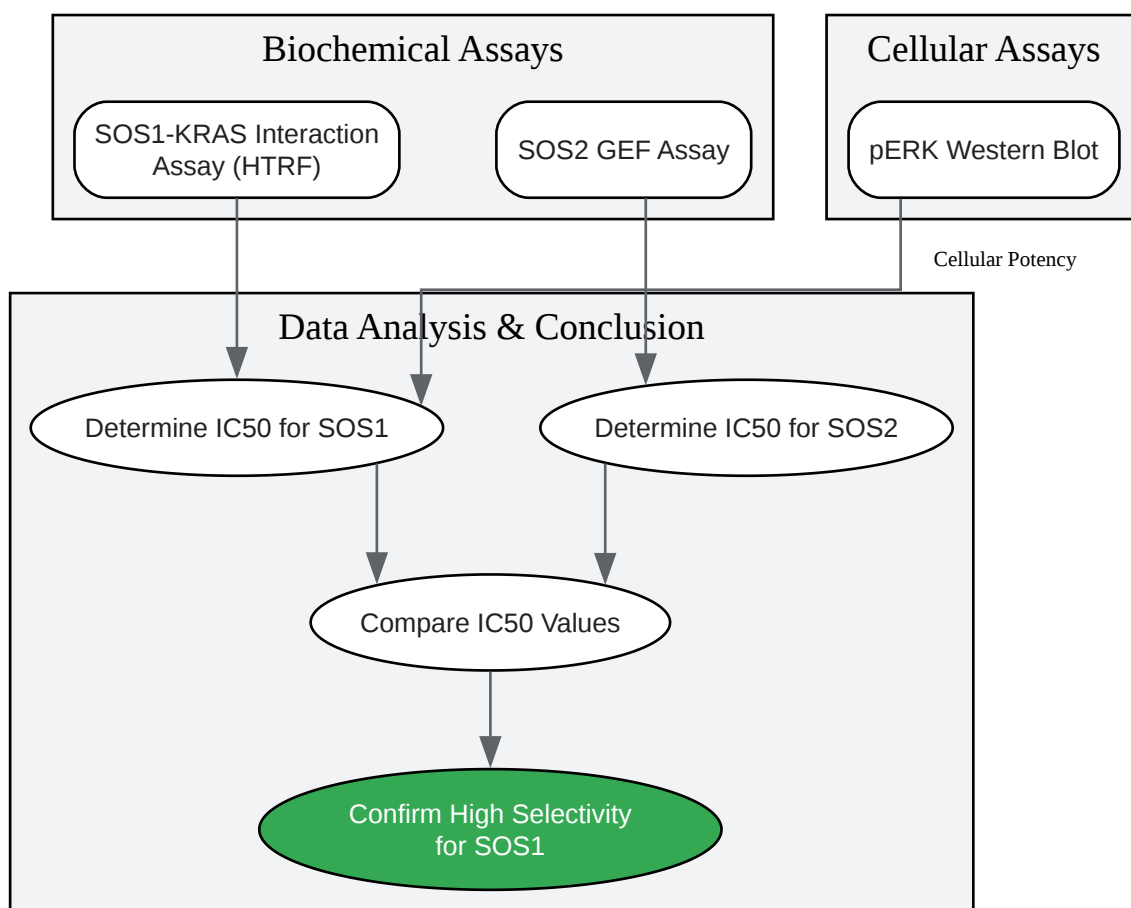 Biochemical Assays
Cellular Assays
SOS1-KRAS Interaction
Assay (HTRF)
SOS2 GEF Assay
pERK Western Blot
Cellular Potency
Data Analysis & Conclusion
Determine IC50 for SOS1
Determine IC50 for SOS2
Compare IC50 Values
Confirm High Selectivity
for SOS1